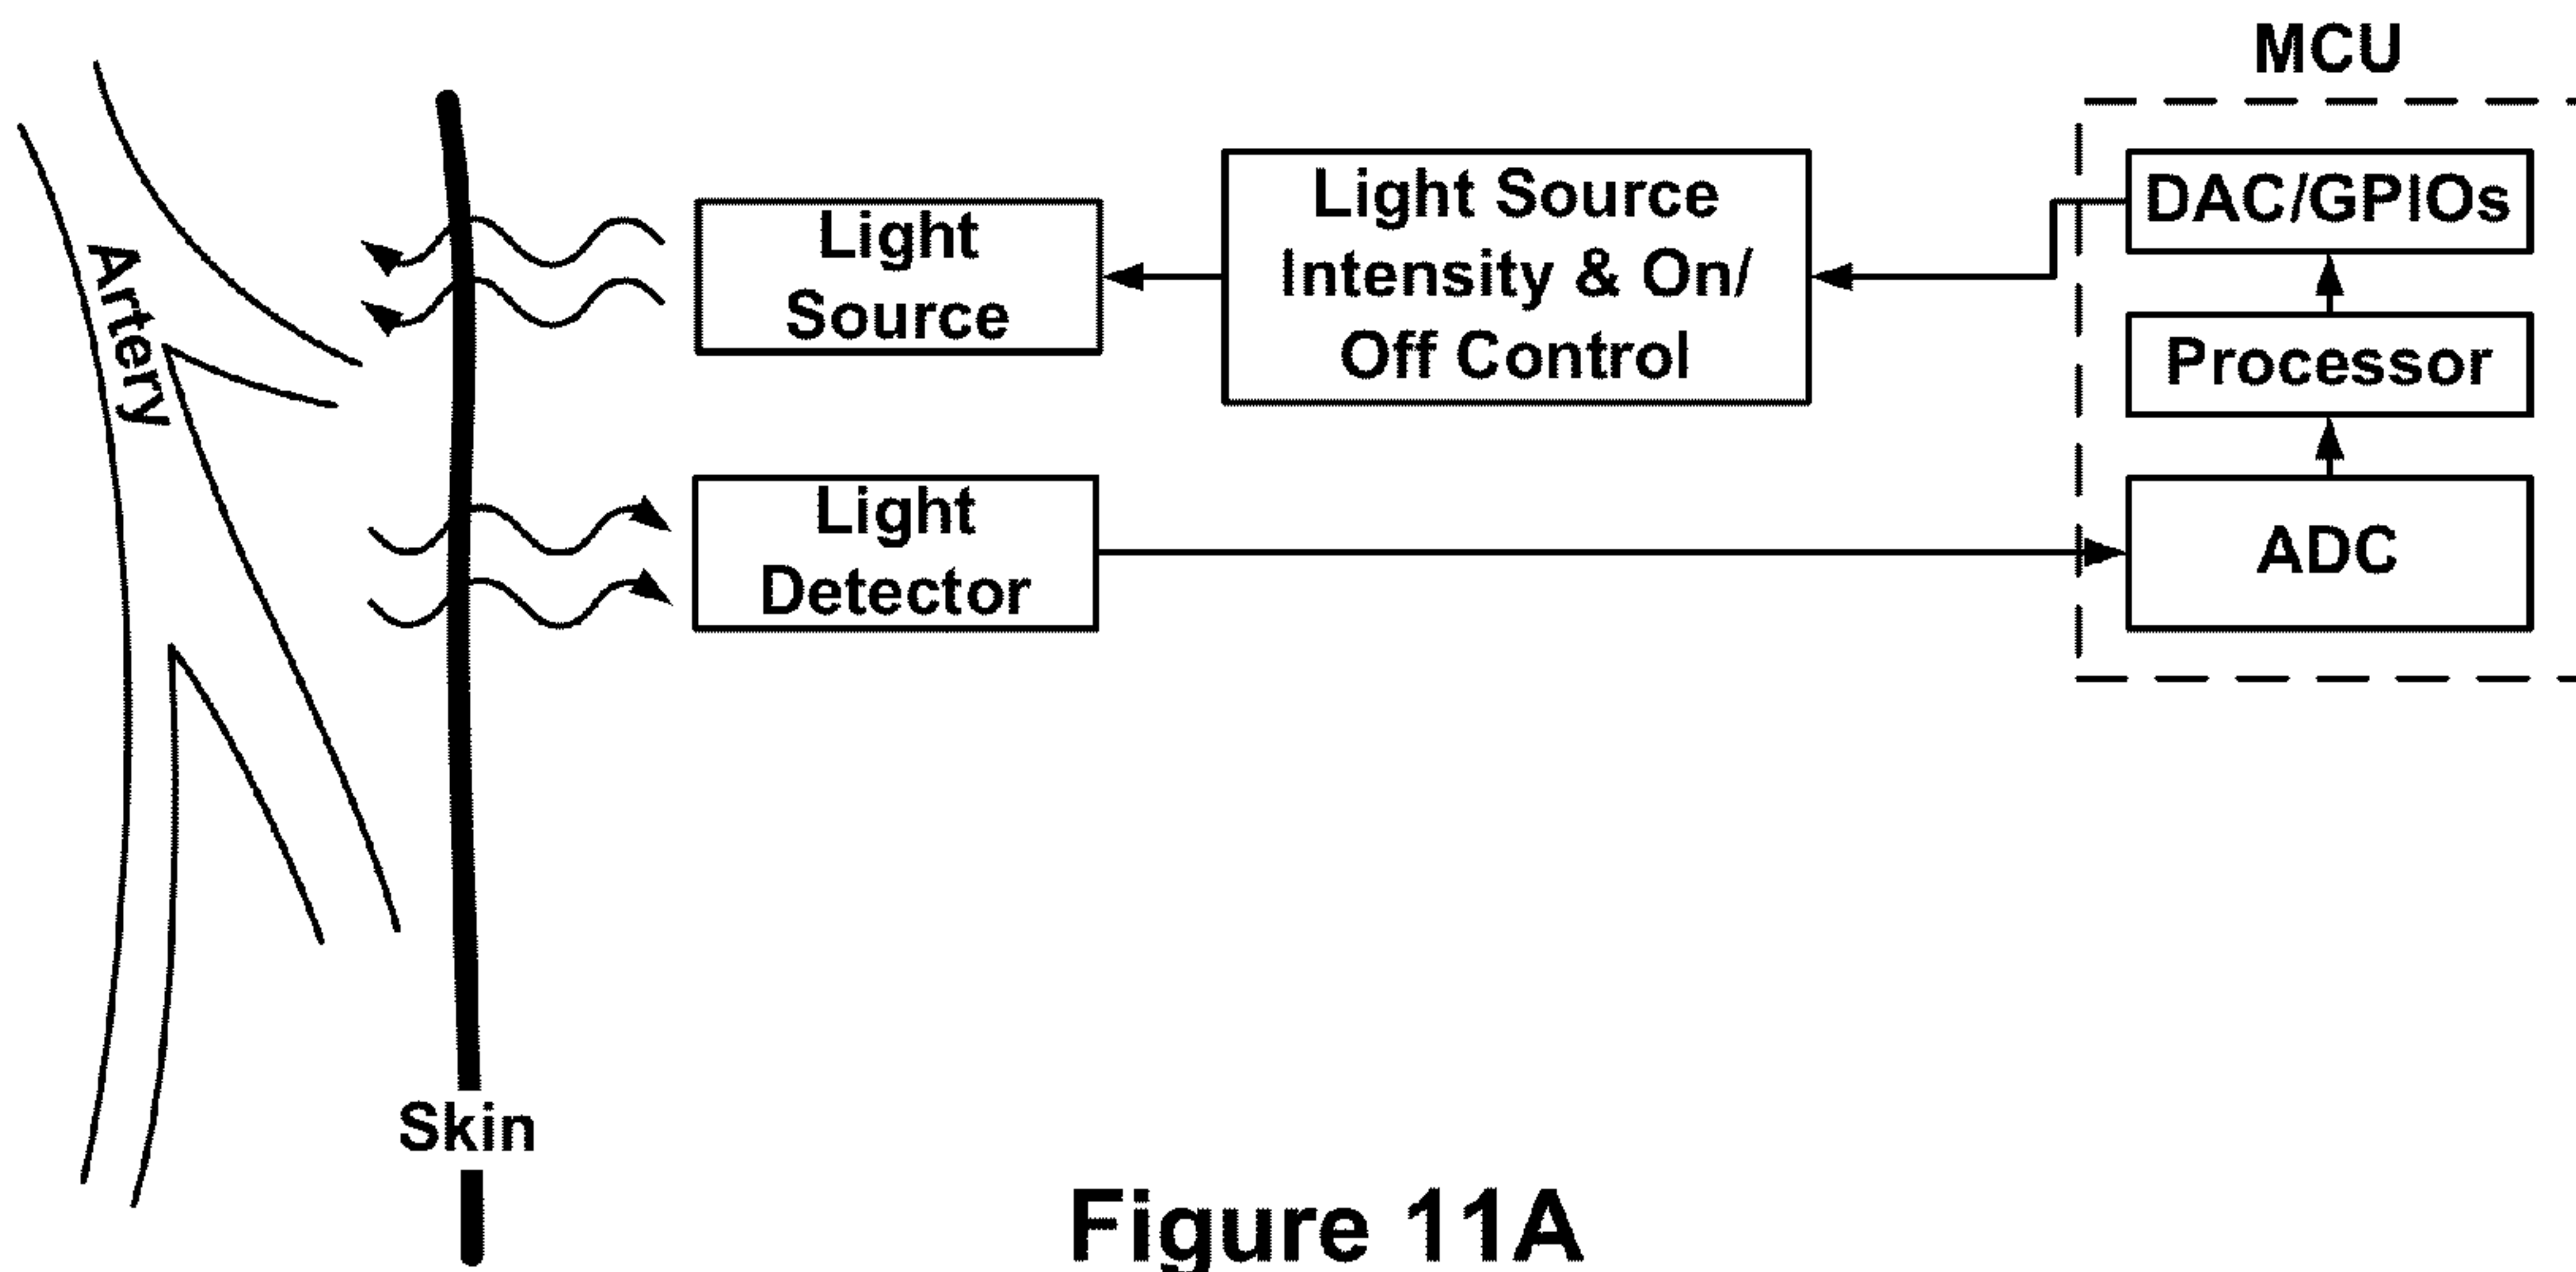 MCU
Light Source
Intensity & On/
Off Control
DAC/GPIOs
Light
Source
Artery
Processor
Light
Detector
ADC
Skin
Figure 11A